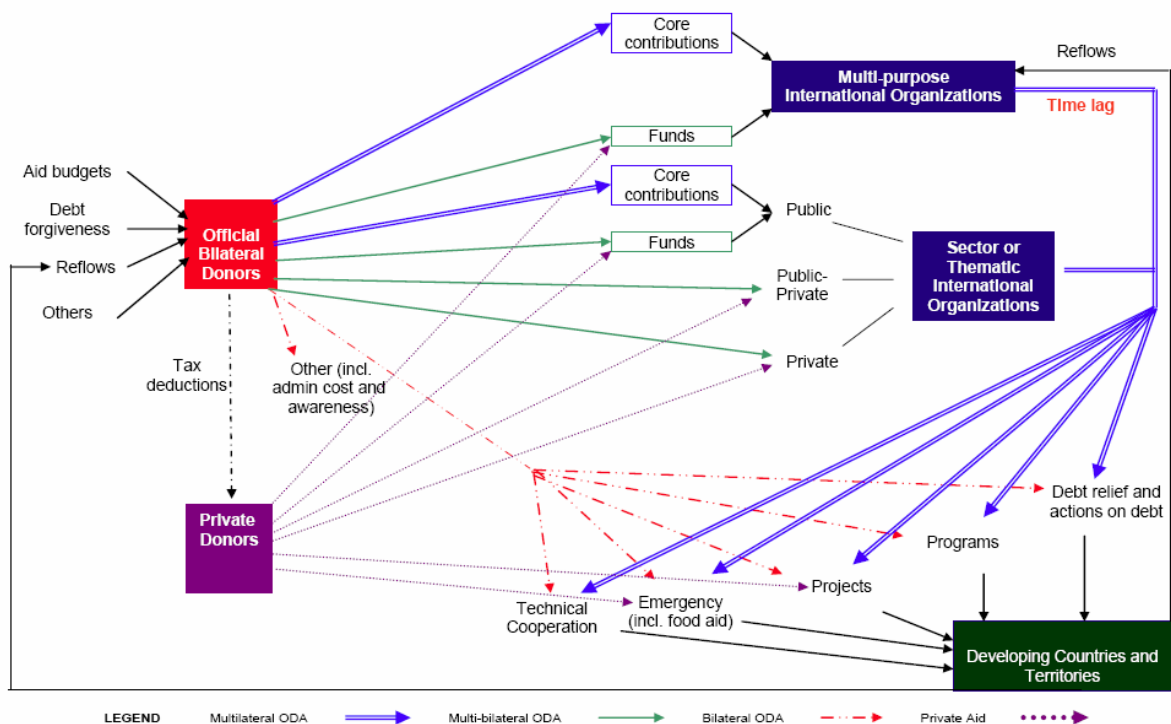 Core
contributions
Reflows
Multi-purpose
International Organizations
TIme lag
Funds
Aid budgets
Core
contributions
Debt
forgiveness
Public
Official
Bilateral
Donors
Funds
Sector or
Thematic
International
Organizations
Reflows
Public-
Private
Others
Private
Tax
deductions
Other (incl.
admin cost and
awareness)
Debt relief and
actions on debt
Private
Donors
Programs
Projects
Technical
Cooperation
Emergency
(incl. food aid)
Developing Countries and
Territories
LEGEND Multilateral ODA Multi-bilateral ODA Bilateral ODA Private Aid